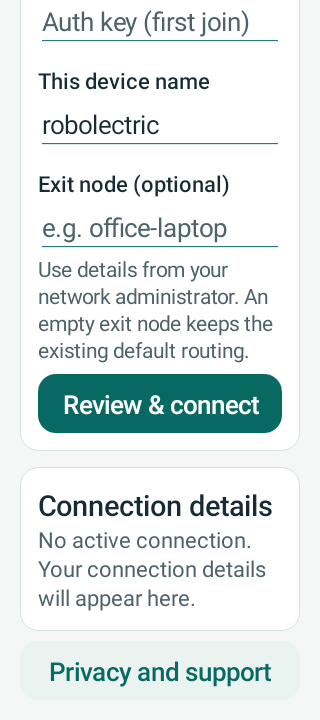 Auth key (first join)
This device name
robolectric
Exit node (optional)
e.g. office-laptop
Use details from your
network administrator. An
empty exit node keeps the
existing default routing.
Review & connect
Connection details
No active connection.
Your connection details
will appear here.
Privacy and support